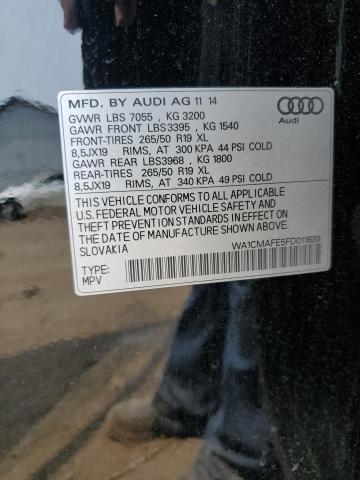 MFD. BY AUDI AG 11 14
GVWR LBS 7055 , KG 3200
GAWR FRONT LBS3395 , KG 1540
FRONT-TIRES 265/50 R19 XL
8,5JX19 RIMS, AT 300 KPA 44 PSI COLD
GAWR REAR LBS3968 , KG 1800
REAR-TIRES 265/50 R19 XL
8,5JX19 RIMS, AT 340 KPA 49 PSI COLD
THIS VEHICLE CONFORMS TO ALL APPLICABLE
U.S. FEDERAL MOTOR VEHICLE SAFETY AND
THEFT PREVENTION STANDARDS IN EFFECT ON
THE DATE OF MANUFACTURE SHOWN ABOVE.
SLOVAKIA
WA1CMAFE5FD011839
TYPE:
MPV
Audi